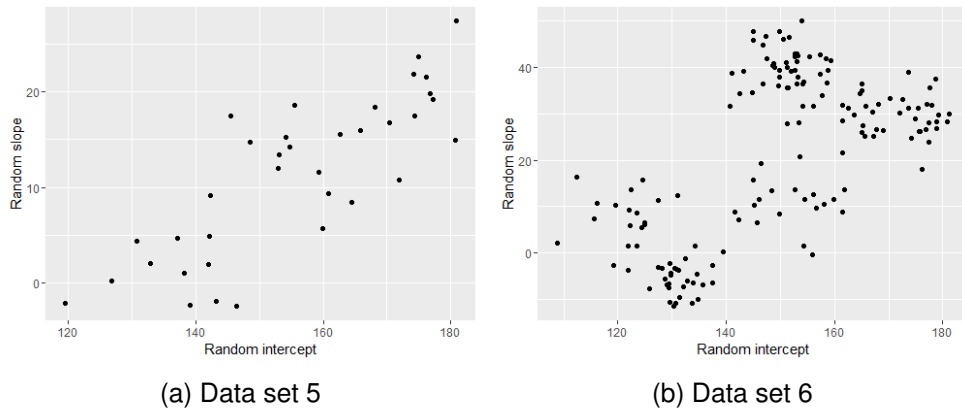 20
10
0
Random slope
120
140
160
180
Random intercept
(a) Data set 5
40
20
0
Random slope
120
140
160
180
Random intercept
(b) Data set 6